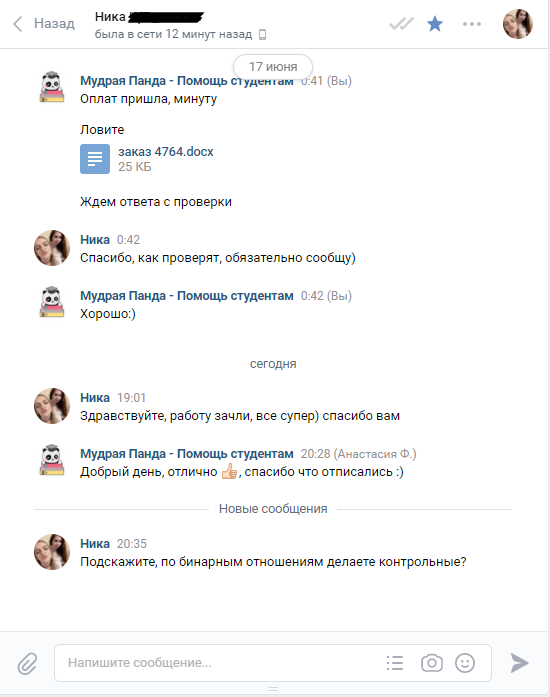 Назад
Ника
была в сети 12 минут назад
17 июня
Мудрая Панда - Помощь студентам 0:41 (Вы)
Оплат пришла, минуту
Ловите
заказ 4764.docx
25 КБ
Ждем ответа с проверки
Ника 0:42
Спасибо, как проверят, обязательно сообщу)
Мудрая Панда - Помощь студентам 0:42 (Вы)
Хорошо:)
сегодня
Ника 19:01
Здравствуйте, работу зачли, все супер) спасибо вам
Мудрая Панда - Помощь студентам 20:28 (Анастасия Ф.)
Добрый день, отлично 👍, спасибо что отписались :)
Новые сообщения
Ника 20:35
Подскажите, по бинарным отношениям делаете контрольные?
Напишите сообщение...